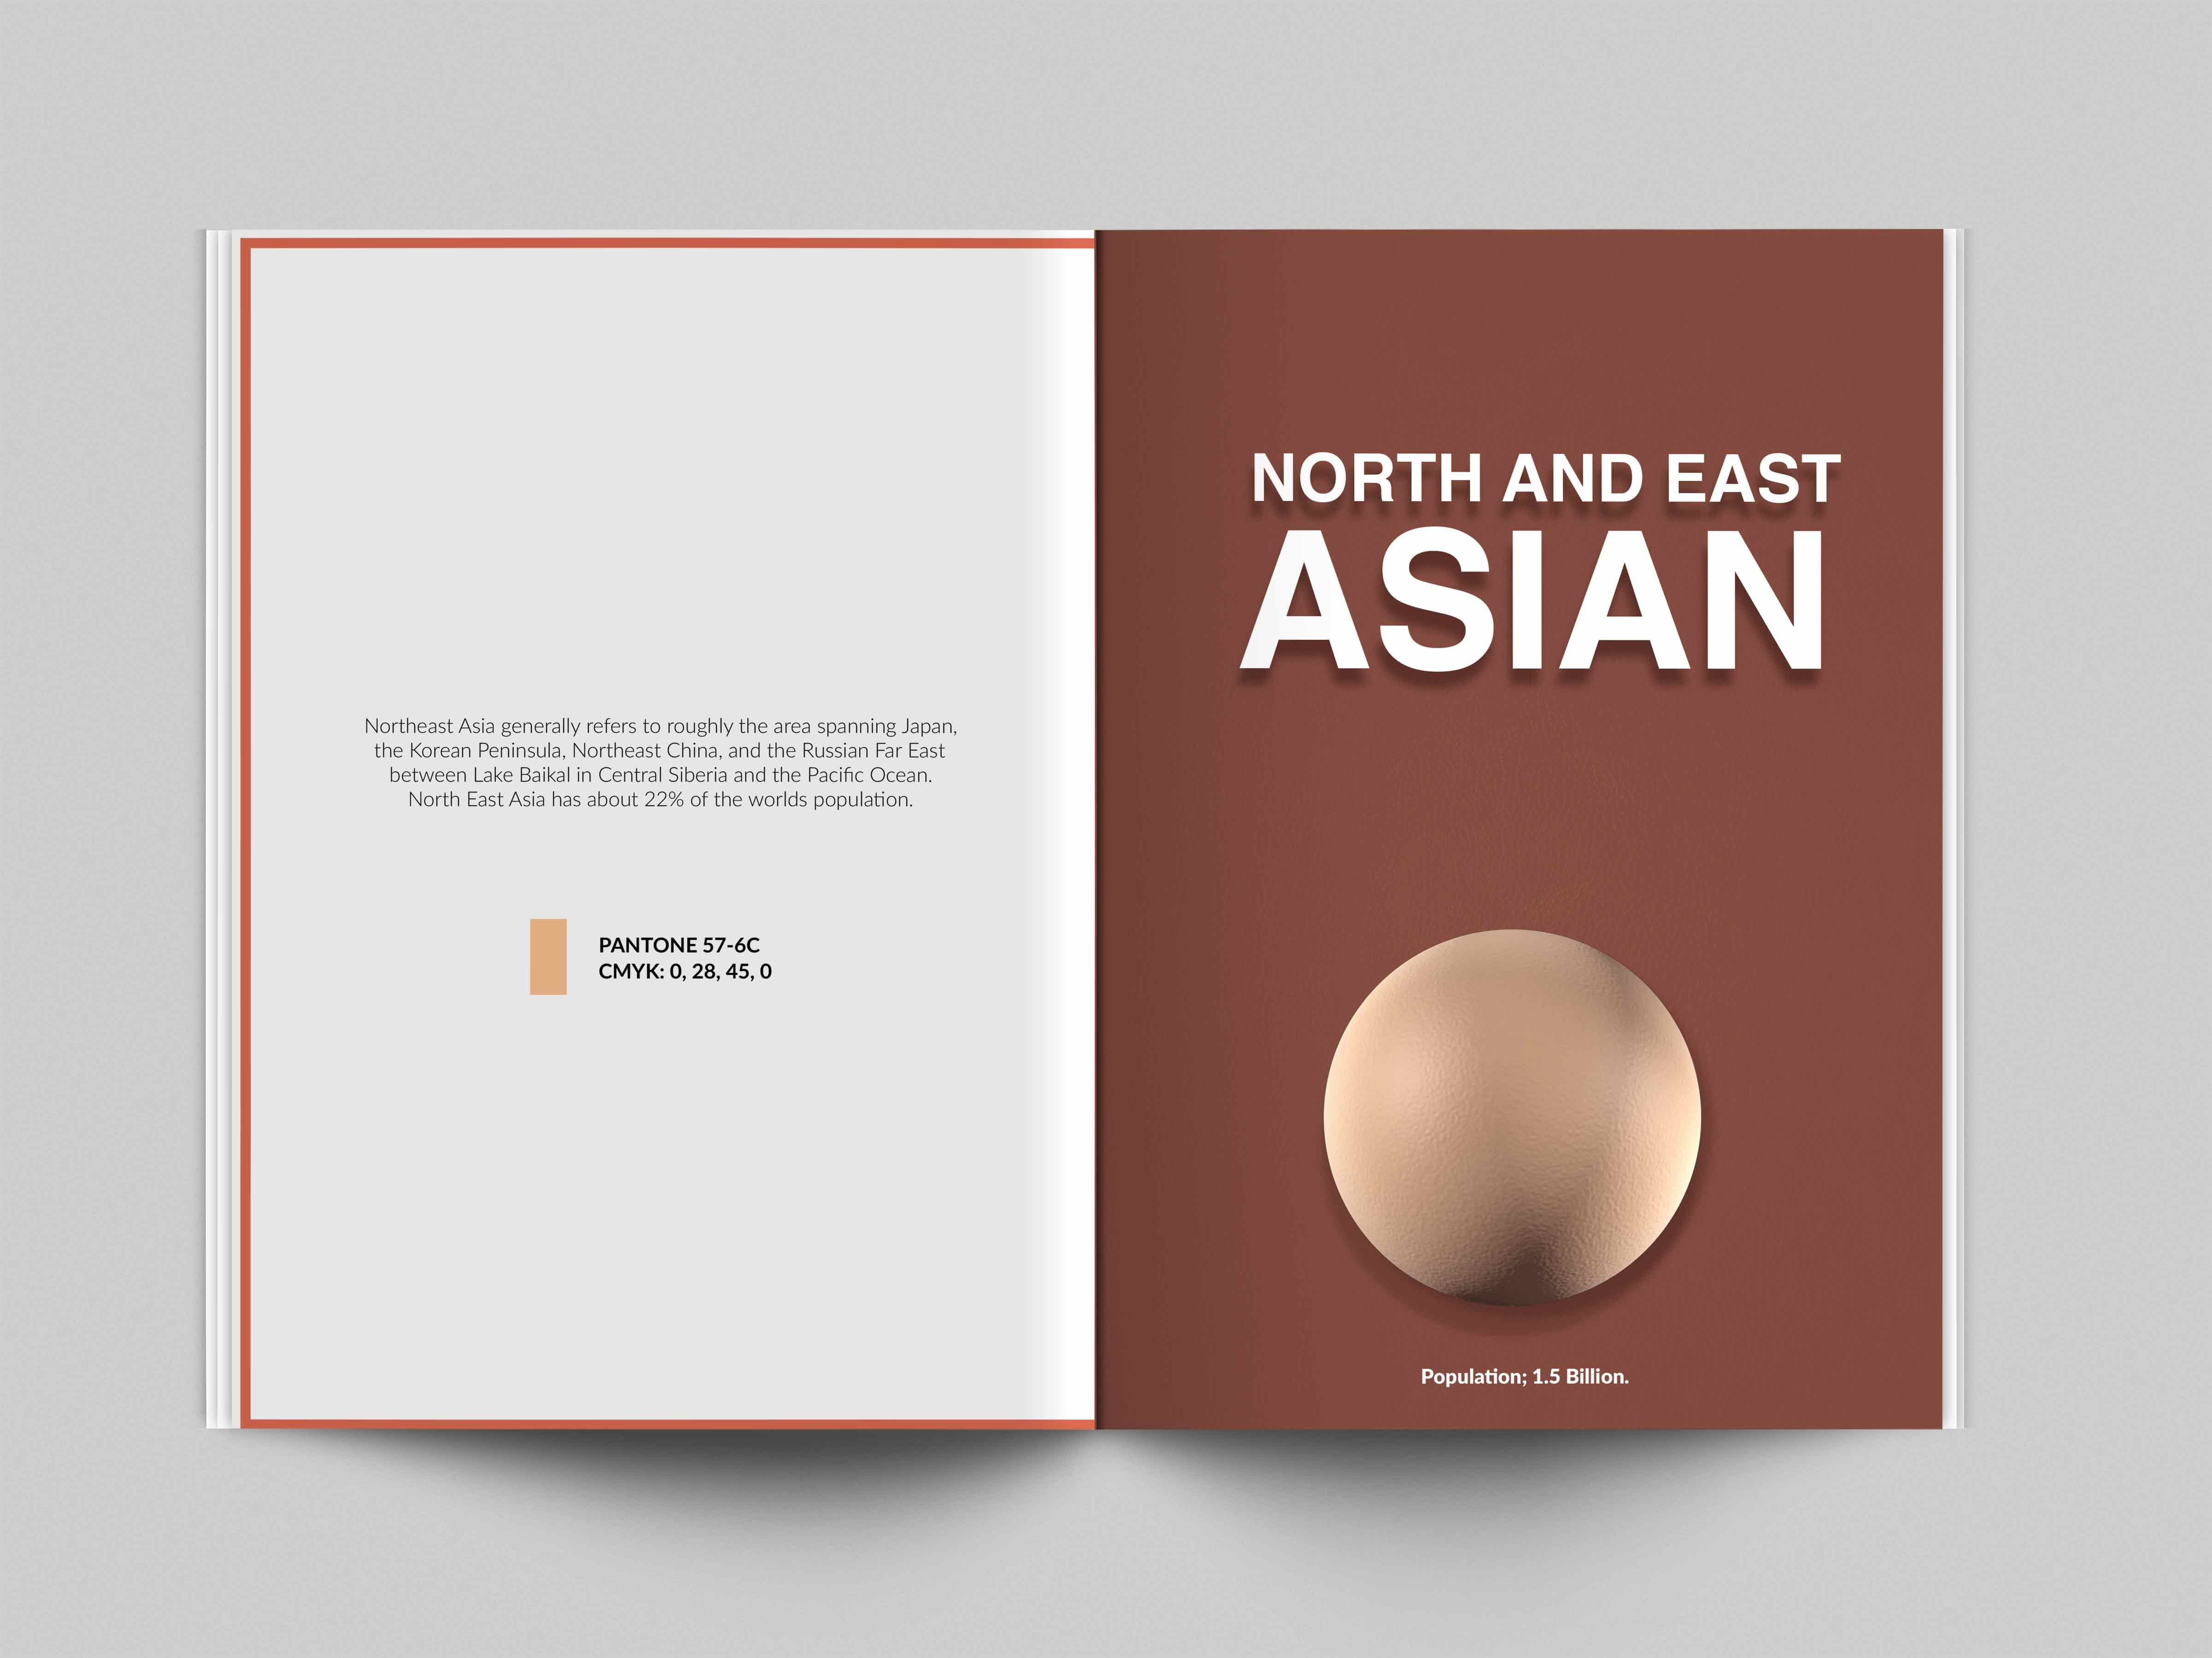 Northeast Asia generally refers to roughly the area spanning Japan,
the Korean Peninsula, Northeast China, and the Russian Far East
between Lake Baikal in Central Siberia and the Pacific Ocean.
North East Asia has about 22% of the worlds population.
PANTONE 57-6C
CMYK: 0, 28, 45, 0
NORTH AND EAST
ASIAN
Population; 1.5 Billion.